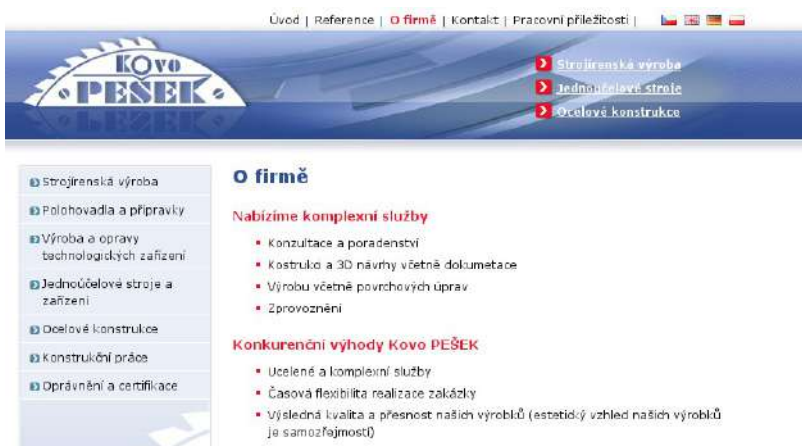 Úvod | Reference | O firmě | Kontakt | Pracovní příležitosti |
KOVO
PEŠEK
Strojírenská výroba
Jednoúčelové stroje
Ocelové konstrukce
Strojírenská výroba
Polohovadla a přípravky
Výroba a opravy
technologických zařízení
Jednoúčelové stroje a
zařízení
Ocelové konstrukce
Konstrukční práce
Oprávnění a certifikace
O firmě
Nabízíme komplexní služby
Konzultace a poradenství
Kostruko a 3D návrhy včetně dokumetace
Výrobu včetně povrchových úprav
Zprovoznění
Konkurenční výhody Kovo PEŠEK
Ucelené a komplexní služby
Časová flexibilita realizace zakázky
Výsledná kvalita a přesnost našich výrobků (estetický vzhled našich výrobků
je samozřejmostí)